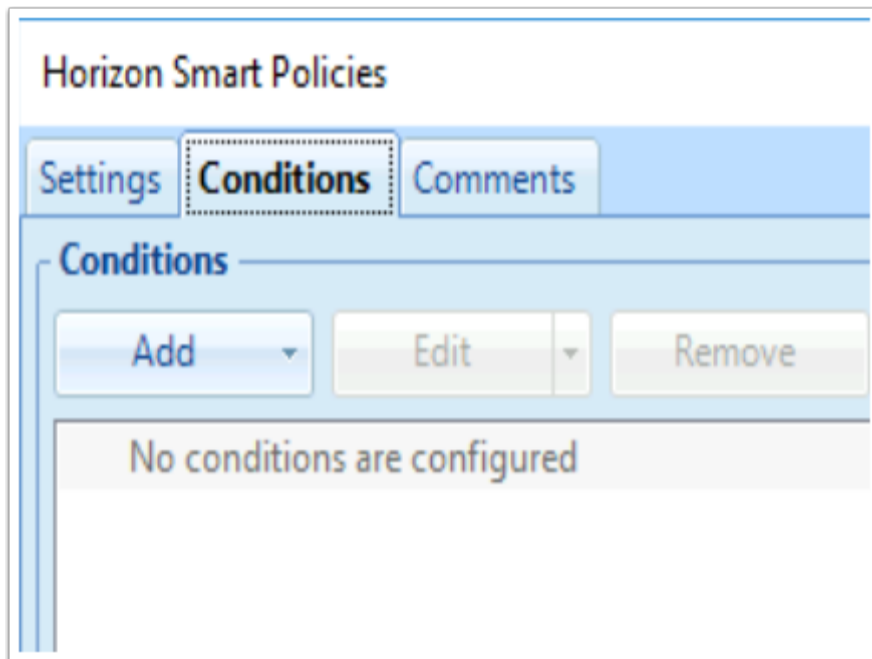 Horizon Smart Policies
Settings Conditions Comments
Conditions
Add Edit Remove
No conditions are configured